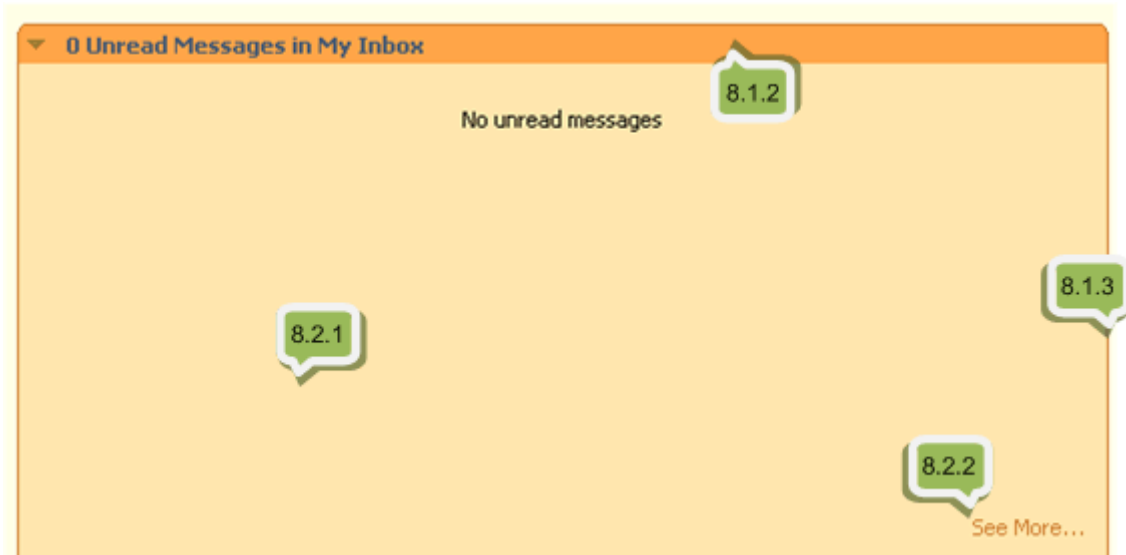 0 Unread Messages in My Inbox
8.1.2
No unread messages
8.1.3
8.2.1
8.2.2
See More...